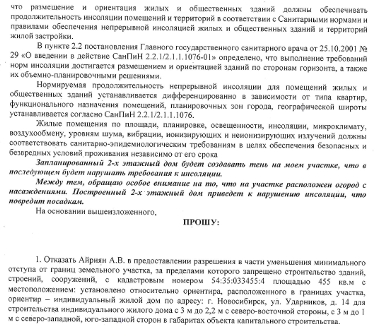 что размещение и ориентация жилых и общественных зданий должны обеспечивать
продолжительность инсоляции помещений и территорий в соответствии с Санитарными нормами и
правилами обеспечения непрерывной инсоляции жилых и общественных зданий и территорий
жилой застройки.
В пункте 2.2 постановления Главного государственного санитарного врача от 25.10.2001 №
29 «О введении в действие СанПиН 2.2.1/2.1.1.1076-01» определено, что выполнение требований
норм инсоляции достигается размещением и ориентацией зданий по сторонам горизонта, а также
их объемно-планировочными решениями.
Нормируемая продолжительность непрерывной инсоляции для помещений жилых и
общественных зданий устанавливается дифференцированно в зависимости от типа квартир,
функционального назначения помещений, планировочных зон города, географической широты
устанавливается согласно СанПиН 2.2.1/2.1.1.1076.
Жилые помещения по площади, планировке, освещенности, инсоляции, микроклимату,
воздухообмену, уровням шума, вибрации, ионизирующих и неионизирующих излучений должны
соответствовать санитарно-эпидемиологическим требованиям в целях обеспечения безопасных и
безвредных условий проживания независимо от его срока
Запланированный 2-х этажный дом будет создавать тень на моем участке, что в
последующем будет нарушать требования к инсоляции.
Между тем, обращаю особое внимание на то, что на участке расположен огород с
насаждениями. Построенный 2-х этажный дом приведет к нарушению инсоляции, что
повредит посадкам.
На основании вышеизложенного,
ПРОШУ:
1. Отказать Айриян А.В. в предоставлении разрешения в части уменьшения минимального
отступа от границ земельного участка, за пределами которого запрещено строительство зданий,
строений, сооружений, с кадастровым номером 54:35:033455:4 площадью 455 кв.м с
местоположением: установлено относительно ориентира, расположенного в границах участка,
ориентир – индивидуальный жилой дом по адресу: г. Новосибирск, ул. Ударников, д. 14 для
строительства индивидуального жилого дома с 3 м до 2,2 м с северо-восточной стороны, с 3 м до 1
м с северо-западной, юго-западной сторон в габаритах объекта капитального строительства.